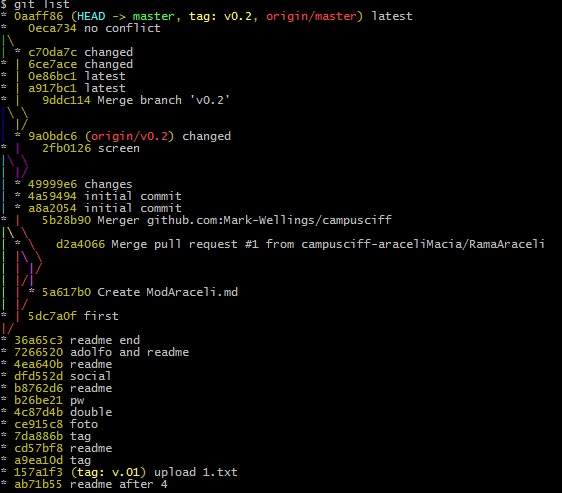 $ git list
* 0aaff86 (HEAD -> master, tag: v0.2, origin/master) latest
*   0eca734 no conflict
|\
| * c70da7c changed
* | 6ce7ace changed
* | 0e86bc1 latest
* | a917bc1 latest
* |   9ddc114 Merge branch 'v0.2'
|\ \
| |/
| * 9a0bdc6 (origin/v0.2) changed
* |   2fb0126 screen
|\ \
| |/
| * 49999e6 changes
| * 4a59494 initial commit
| * a8a2054 initial commit
* |   5b28b90 Merger github.com:Mark-Wellings/campusciff
|\ \
| * \   d2a4066 Merge pull request #1 from campusciff-araceliMacia/RamaAraceli
| |\ \
| | |/
| |/|
| | * 5a617b0 Create ModAraceli.md
| |/
* | 5dc7a0f first
|/
* 36a65c3 readme end
* 7266520 adolfo and readme
* 4ea640b readme
* dfd552d social
* b8762d6 readme
* b26be21 pw
* 4c87d4b double
* ce915c8 foto
* 7da886b tag
* cd57bf8 readme
* a9ea10d tag
* 157a1f3 (tag: v.01) upload 1.txt
* ab71b55 readme after 4